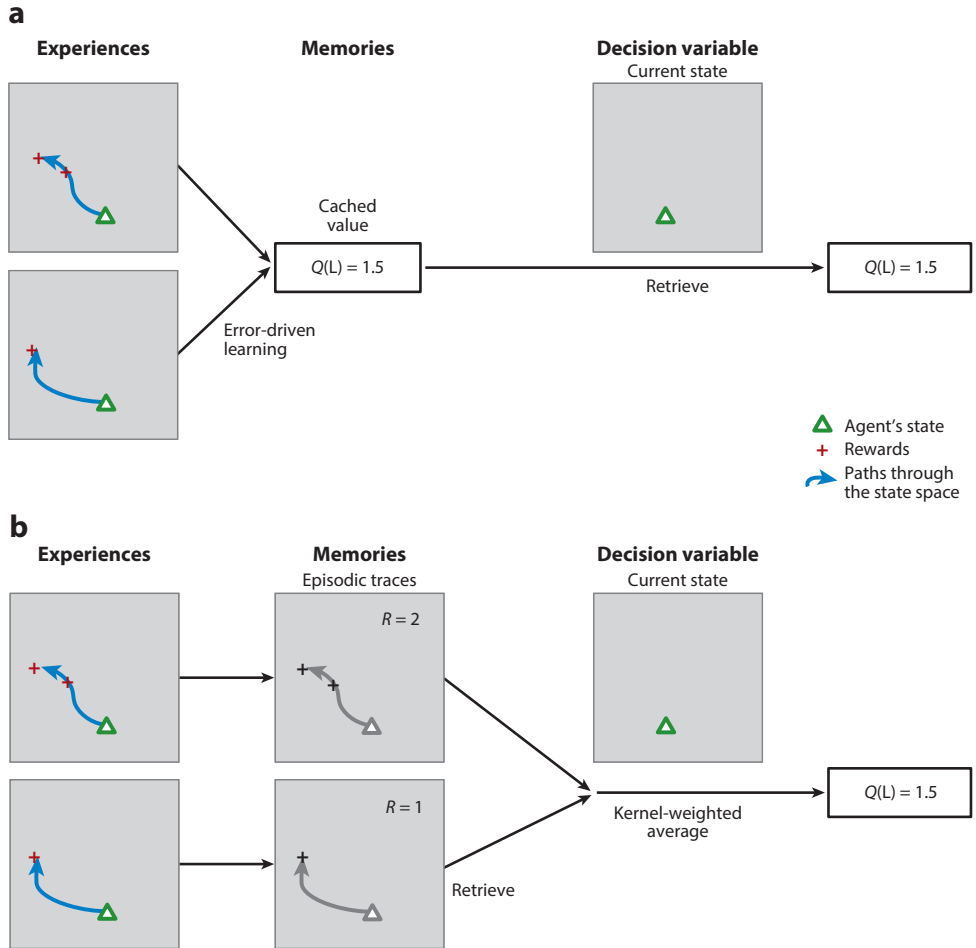 a
Experiences
Memories
Decision variable
Current state
Cached
value
Q(L) = 1.5
Retrieve
Q(L) = 1.5
Error-driven
learning
Agent's state
Rewards
Paths through
the state space
b
Experiences
Memories
Decision variable
Episodic traces
Current state
R = 2
R = 1
Kernel-weighted
average
Q(L) = 1.5
Retrieve